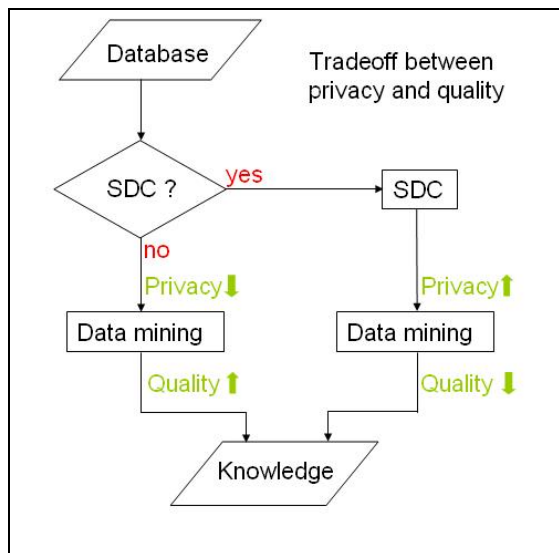 Database
Tradeoff between
privacy and quality
SDC ?
yes
SDC
no
Privacy⬇
Privacy⬆
Data mining
Data mining
Quality ⬆
Quality ⬇
Knowledge